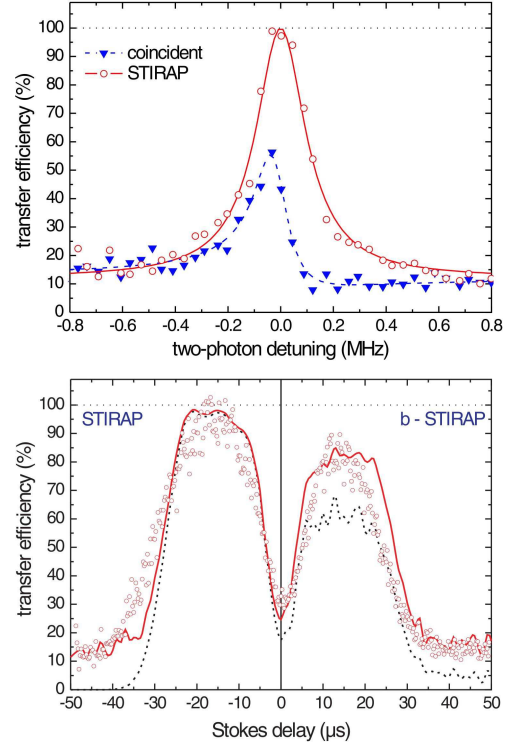 100
90
80
70
60
50
40
30
20
10
0
transfer efficiency (%)
coincident
STIRAP
-0.8 -0.6 -0.4 -0.2 0.0 0.2 0.4 0.6 0.8
two-photon detuning (MHz)
100
90
80
70
60
50
40
30
20
10
0
transfer efficiency (%)
STIRAP
b - STIRAP
-50 -40 -30 -20 -10 0 10 20 30 40 50
Stokes delay (µs)